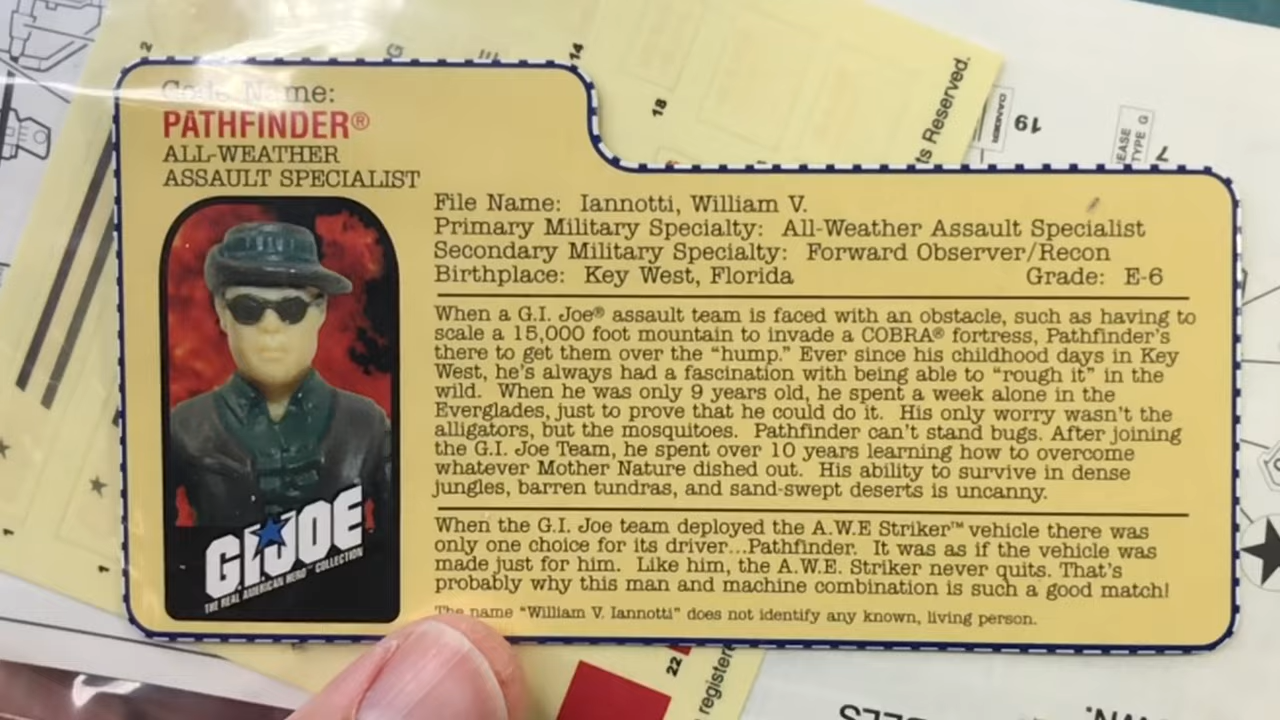 Code Name:
PATHFINDER®
ALL-WEATHER
ASSAULT SPECIALIST
File Name: Iannotti, William V.
Primary Military Specialty: All-Weather Assault Specialist
Secondary Military Specialty: Forward Observer/Recon
Birthplace: Key West, Florida Grade: E-6
When a G.I. Joe® assault team is faced with an obstacle, such as having to
scale a 15,000 foot mountain to invade a COBRA® fortress, Pathfinder's
there to get them over the "hump." Ever since his childhood days in Key
West, he's always had a fascination with being able to "rough it" in the
wild. When he was only 9 years old, he spent a week alone in the
Everglades, just to prove that he could do it. His only worry wasn't the
alligators, but the mosquitoes. Pathfinder can't stand bugs. After joining
the G.I. Joe Team, he spent over 10 years learning how to overcome
whatever Mother Nature dished out. His ability to survive in dense
jungles, barren tundras, and sand-swept deserts is uncanny.
When the G.I. Joe team deployed the A.W.E Striker™ vehicle there was
only one choice for its driver...Pathfinder. It was as if the vehicle was
made just for him. Like him, the A.W.E. Striker never quits. That's
probably why this man and machine combination is such a good match!
The name "William V. Iannotti" does not identify any known, living person.
GI JOE
THE REAL AMERICAN HERO™ COLLECTION
2
14
18
ts Reserved.
DANGER
19
EASE
TYPE G
7
1
1
22
registere